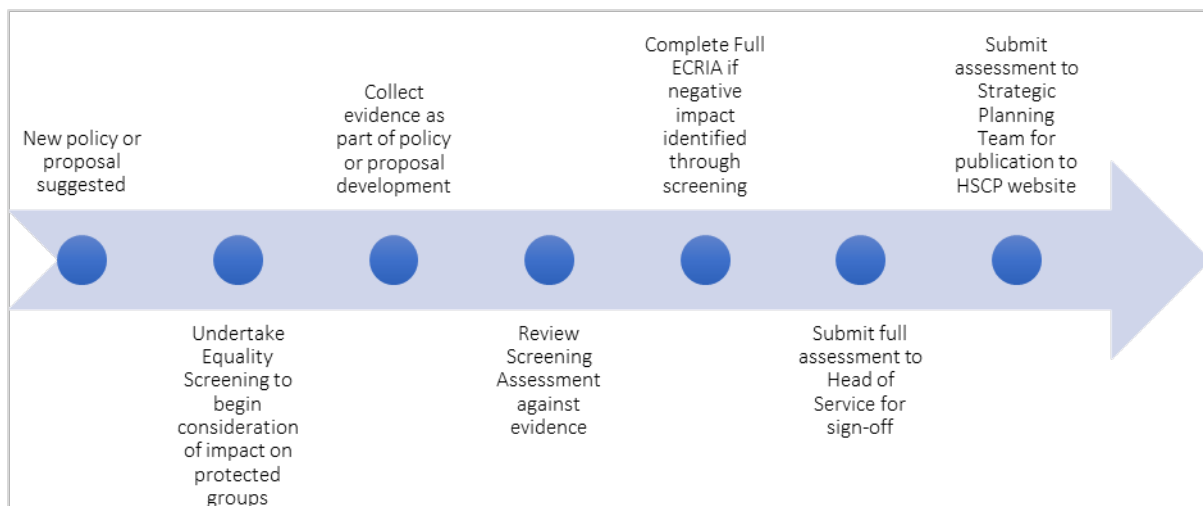 New policy or
proposal
suggested
Undertake
Equality
Screening to
begin
consideration
of impact on
protected
groups
Collect
evidence as
part of policy
or proposal
development
Review
Screening
Assessment
against
evidence
Complete Full
ECRIA if
negative
impact
identified
through
screening
Submit full
assessment to
Head of
Service for
sign-off
Submit
assessment to
Strategic
Planning
Team for
publication to
HSCP website